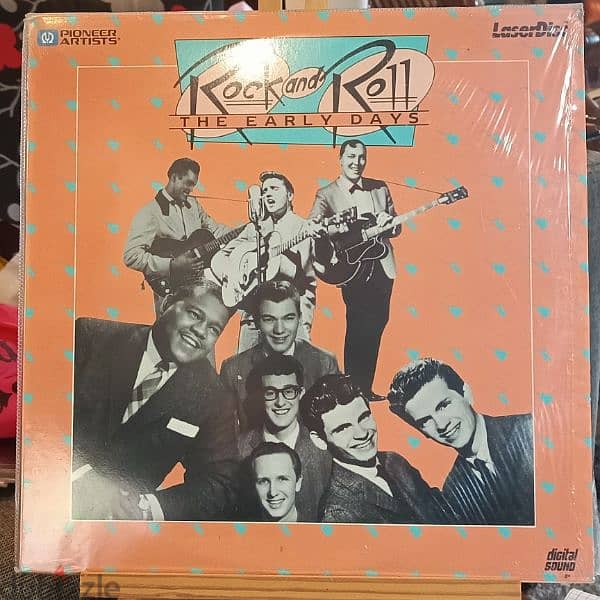 PIONEER
ARTISTS
LaserDisc
Rock and Roll
THE EARLY DAYS
digital
SOUND